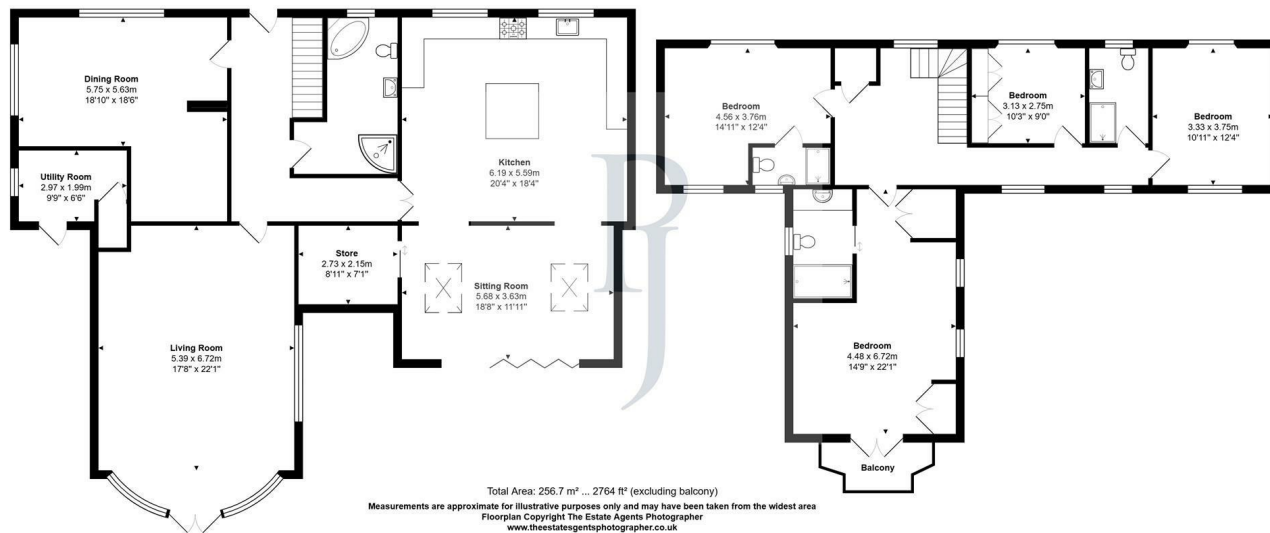 Dining Room
5.75 x 5.63m
18'10" x 18'6"
Utility Room
2.97 x 1.99m
9'9" x 6'6"
Kitchen
6.19 x 5.59m
20'4" x 18'4"
Store
2.73 x 2.15m
8'11" x 7'1"
Sitting Room
5.68 x 3.63m
18'8" x 11'11"
Living Room
5.39 x 6.72m
17'8" x 22'1"
Bedroom
4.56 x 3.76m
14'11" x 12'4"
Bedroom
3.13 x 2.75m
10'3" x 9'0"
Bedroom
3.33 x 3.75m
10'11" x 12'4"
Bedroom
4.48 x 6.72m
14'9" x 22'1"
Balcony
PJ
Total Area: 256.7 m² ... 2764 ft² (excluding balcony)
Measurements are approximate for illustrative purposes only and may have been taken from the widest area
Floorplan Copyright The Estate Agents Photographer
www.theestatesgentsphotographer.co.uk